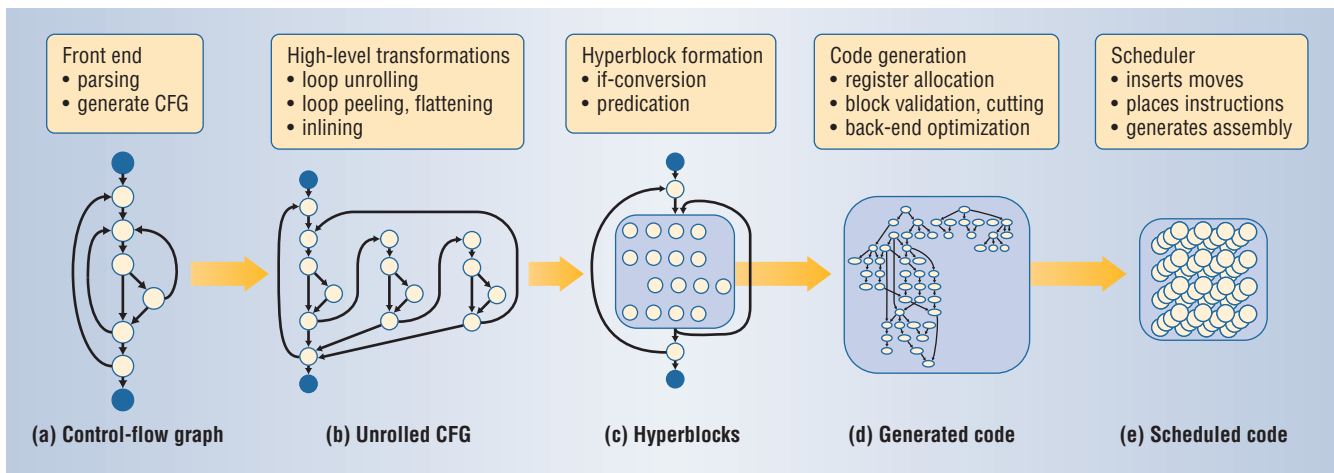 Front end
• parsing
• generate CFG
High-level transformations
• loop unrolling
• loop peeling, flattening
• inlining
Hyperblock formation
• if-conversion
• predication
Code generation
• register allocation
• block validation, cutting
• back-end optimization
Scheduler
• inserts moves
• places instructions
• generates assembly
(a) Control-flow graph
(b) Unrolled CFG
(c) Hyperblocks
(d) Generated code
(e) Scheduled code